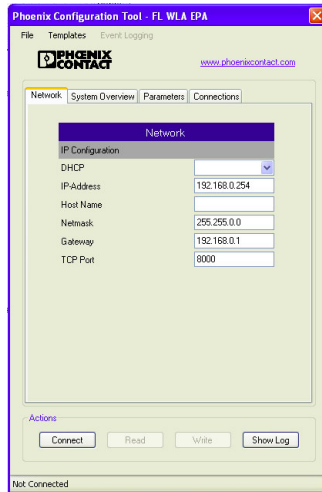 Phoenix Configuration Tool - FL WLA EPA
File Templates Event Logging
PHŒNIX
CONTACT
www.phoenixcontact.com
Network System Overview Parameters Connections
Network
IP Configuration
DHCP
IP-Address 192.168.0.254
Host Name
Netmask 255.255.0.0
Gateway 192.168.0.1
TCP Port 8000
Actions
Connect Read Write Show Log
Not Connected